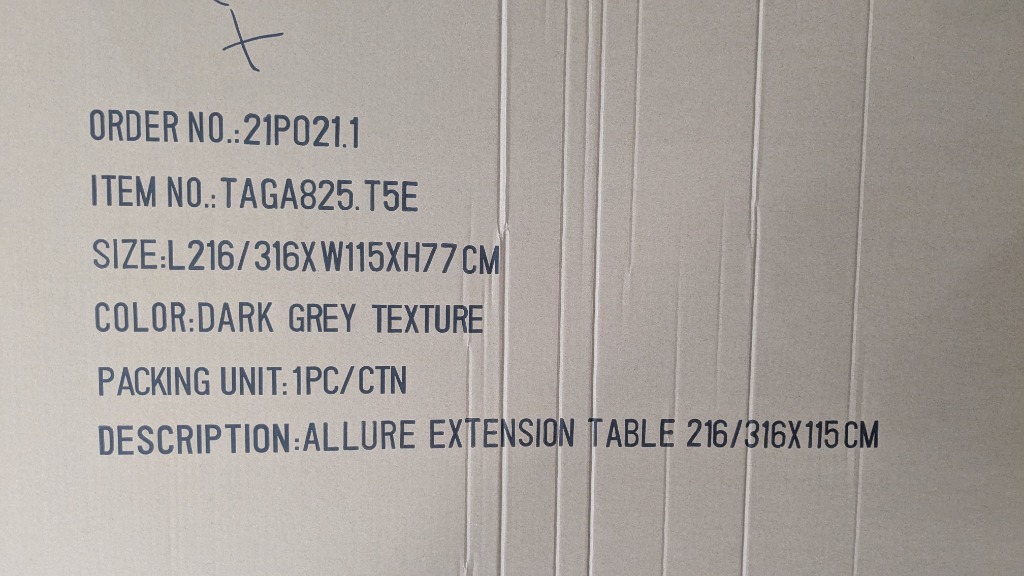 ORDER NO.:21P021.1
ITEM NO.:TAGA825.T5E
SIZE:L216/316XW115XH77CM
COLOR:DARK GREY TEXTURE
PACKING UNIT:1PC/CTN
DESCRIPTION:ALLURE EXTENSION TABLE 216/316X115CM